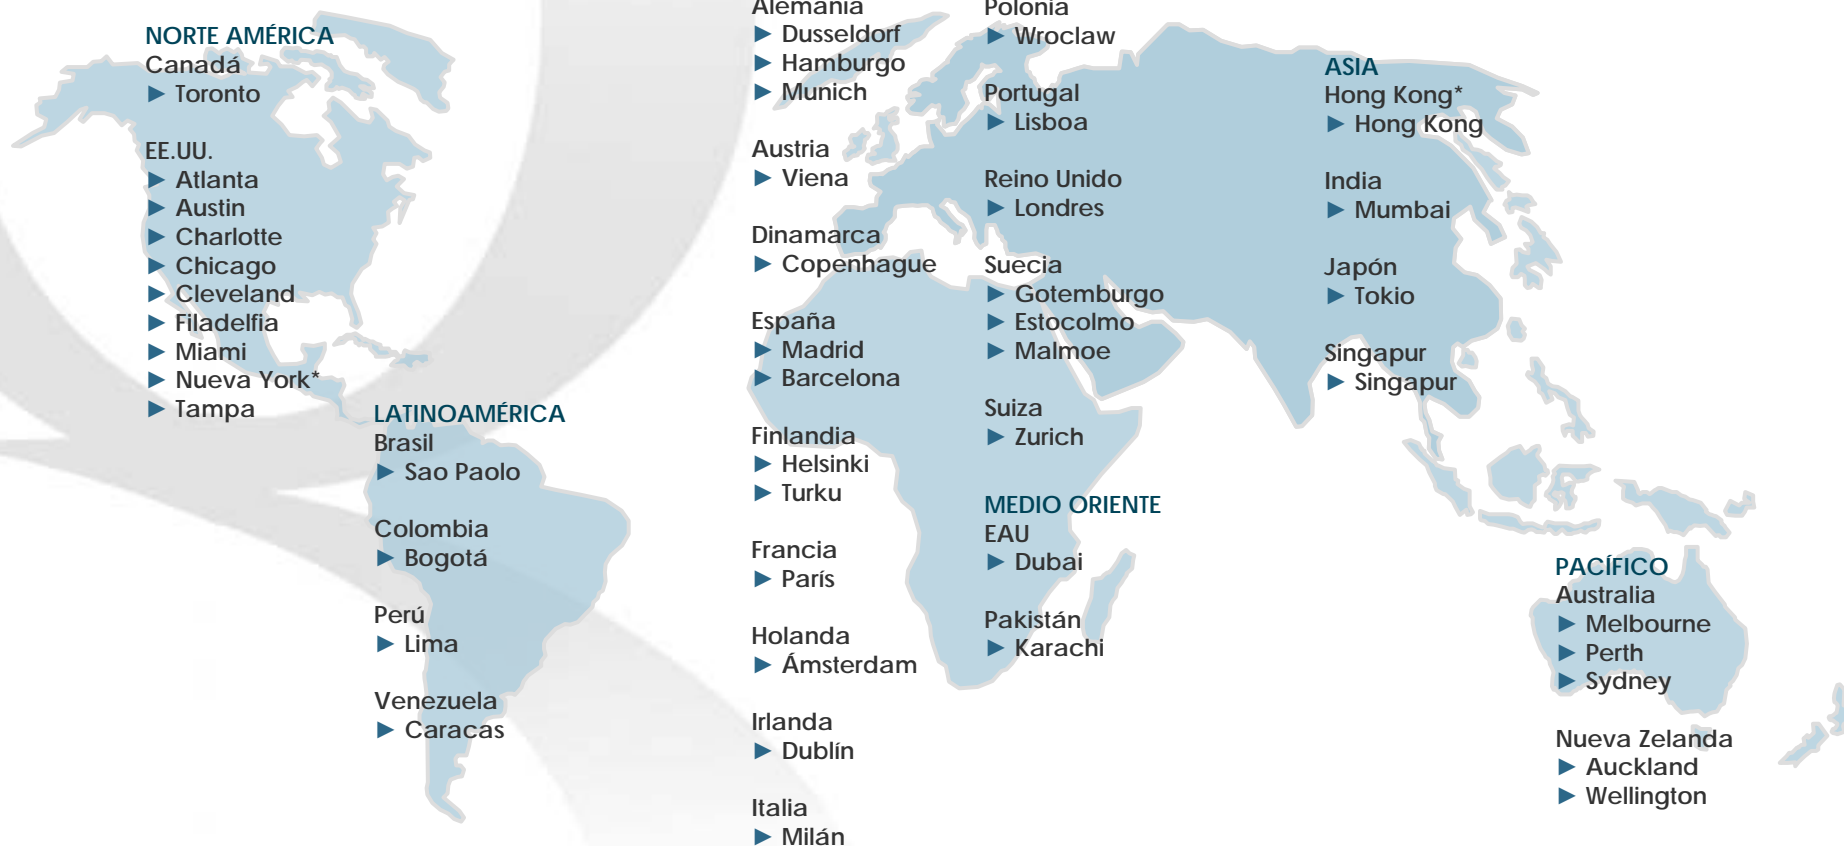 NORTE AMÉRICA
Canadá
► Toronto
EE.UU.
► Atlanta
► Austin
► Charlotte
► Chicago
► Cleveland
► Filadelfia
► Miami
► Nueva York*
► Tampa
LATINOAMÉRICA
Brasil
► Sao Paolo
Colombia
► Bogotá
Perú
► Lima
Venezuela
► Caracas
Alemania
► Dusseldorf
► Hamburgo
► Munich
Austria
► Viena
Dinamarca
► Copenhague
España
► Madrid
► Barcelona
Finlandia
► Helsinki
► Turku
Francia
► París
Holanda
► Ámsterdam
Irlanda
► Dublín
Italia
► Milán
Polonia
► Wroclaw
Portugal
► Lisboa
Reino Unido
► Londres
Suecia
► Gotemburgo
► Estocolmo
► Malmoe
Suiza
► Zurich
MEDIO ORIENTE
EAU
► Dubai
Pakistán
► Karachi
ASIA
Hong Kong*
► Hong Kong
India
► Mumbai
Japón
► Tokio
Singapur
► Singapur
PACÍFICO
Australia
► Melbourne
► Perth
► Sydney
Nueva Zelanda
► Auckland
► Wellington